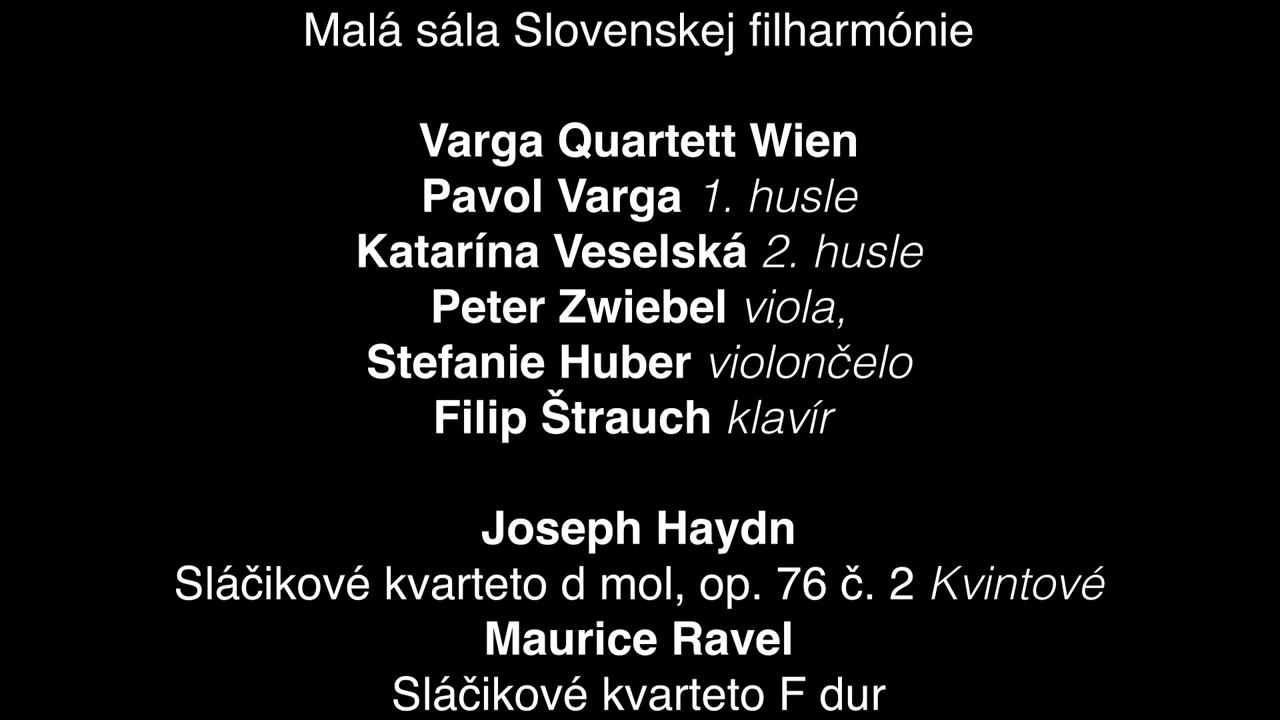 Malá sála Slovenskej filharmónie
Varga Quartett Wien
Pavol Varga 1. husle
Katarína Veselská 2. husle
Peter Zwiebel viola,
Stefanie Huber violončelo
Filip Štrauch klavír
Joseph Haydn
Sláčikové kvarteto d mol, op. 76 č. 2 Kvintové
Maurice Ravel
Sláčikové kvarteto F dur